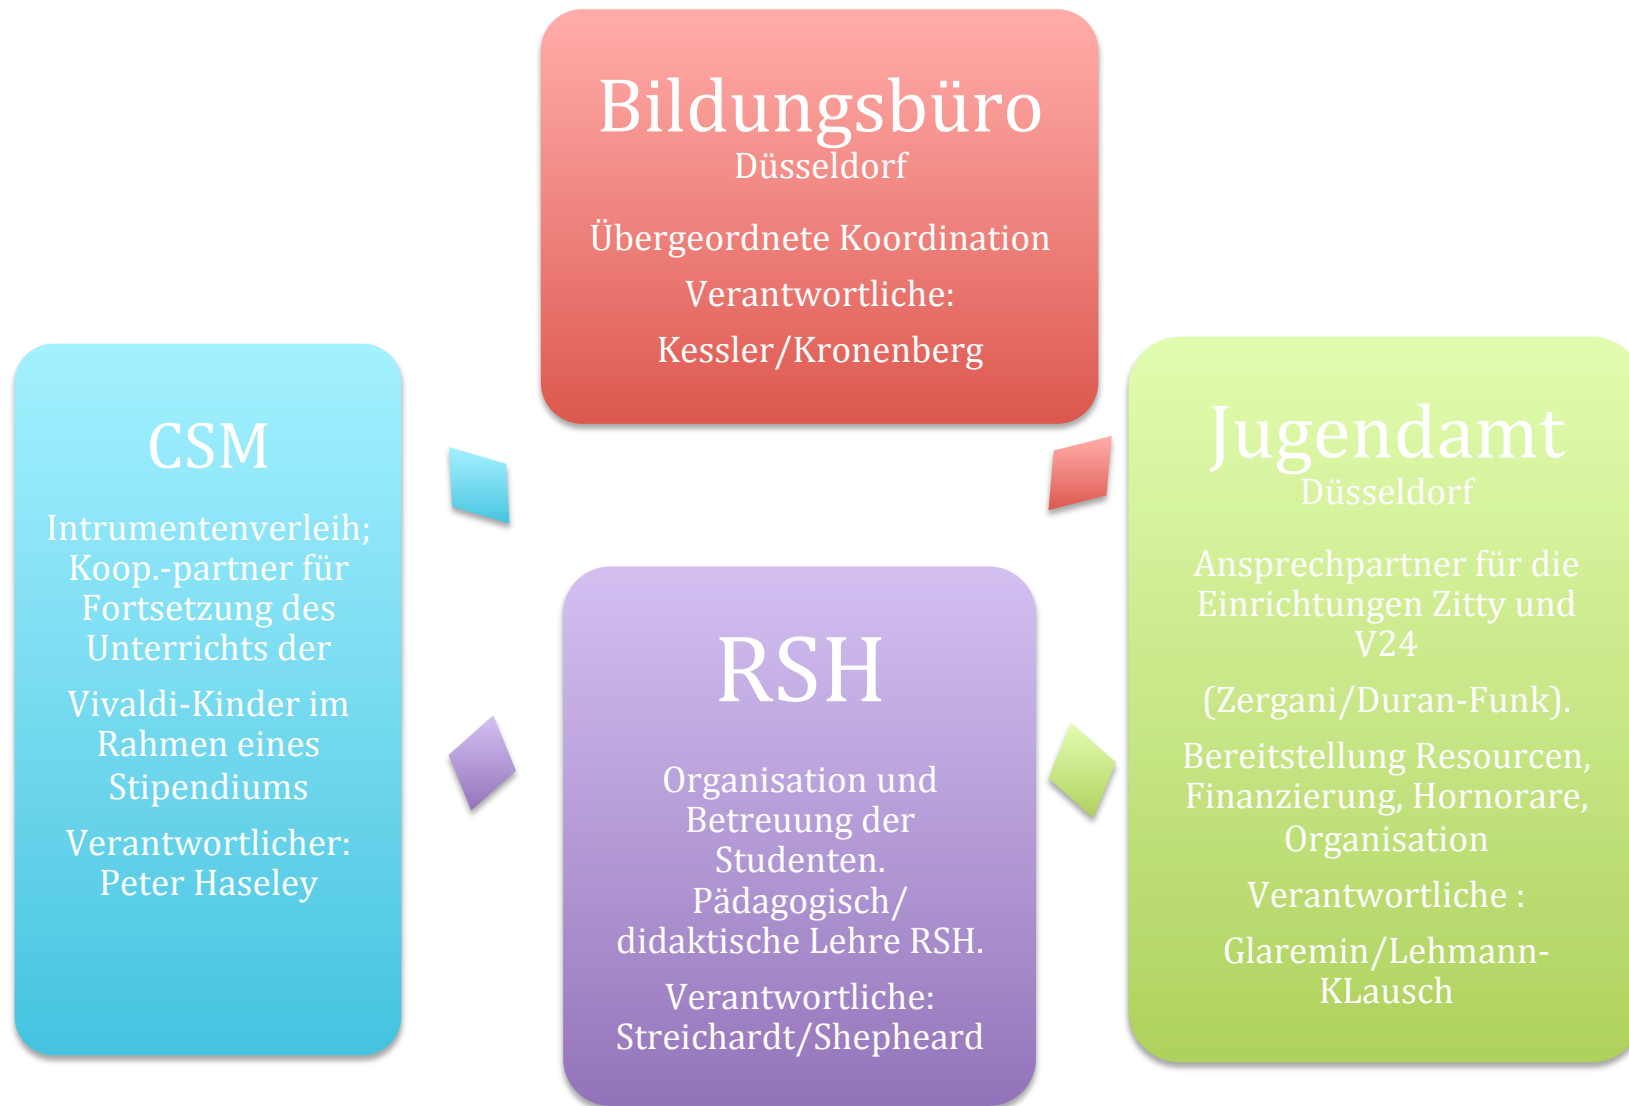 Bildungsbüro
Düsseldorf
Übergeordnete Koordination
Verantwortliche:
Kessler/Kronenberg
CSM
Intrumentenverleih;
Koop.-partner für
Fortsetzung des
Unterrichts der
Vivaldi-Kinder im
Rahmen eines
Stipendiums
Verantwortlicher:
Peter Haseley
RSH
Organisation und
Betreuung der
Studenten.
Pädagogisch/
didaktische Lehre RSH.
Verantwortliche:
Streichardt/Shepheard
Jugendamt
Düsseldorf
Ansprechpartner für die
Einrichtungen Zitty und
V24
(Zergani/Duran-Funk).
Bereitstellung Resourcen,
Finanzierung, Hornorare,
Organisation
Verantwortliche :
Glaremin/Lehmann-
KLausch